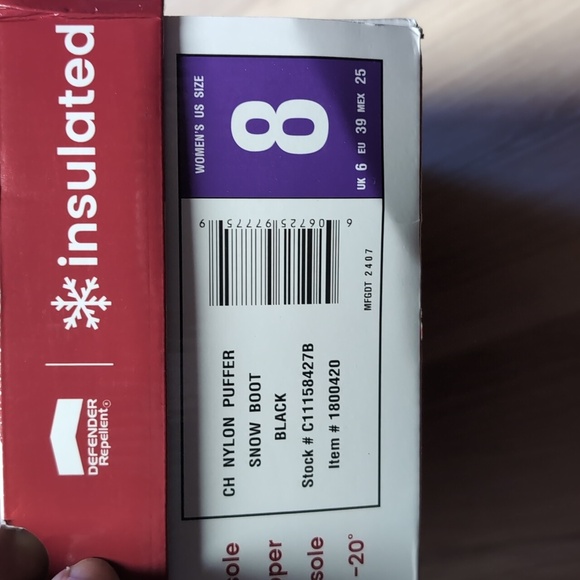 insulated
DEFENDER
Repellent®
WOMEN'S US SIZE
8
UK 6 EU 39 MEX 25
6 06725 97775 9
MFGDT 2407
CH NYLON PUFFER
SNOW BOOT
BLACK
Stock # C11158427B
Item # 1800420
sole
pper
sole
-20°